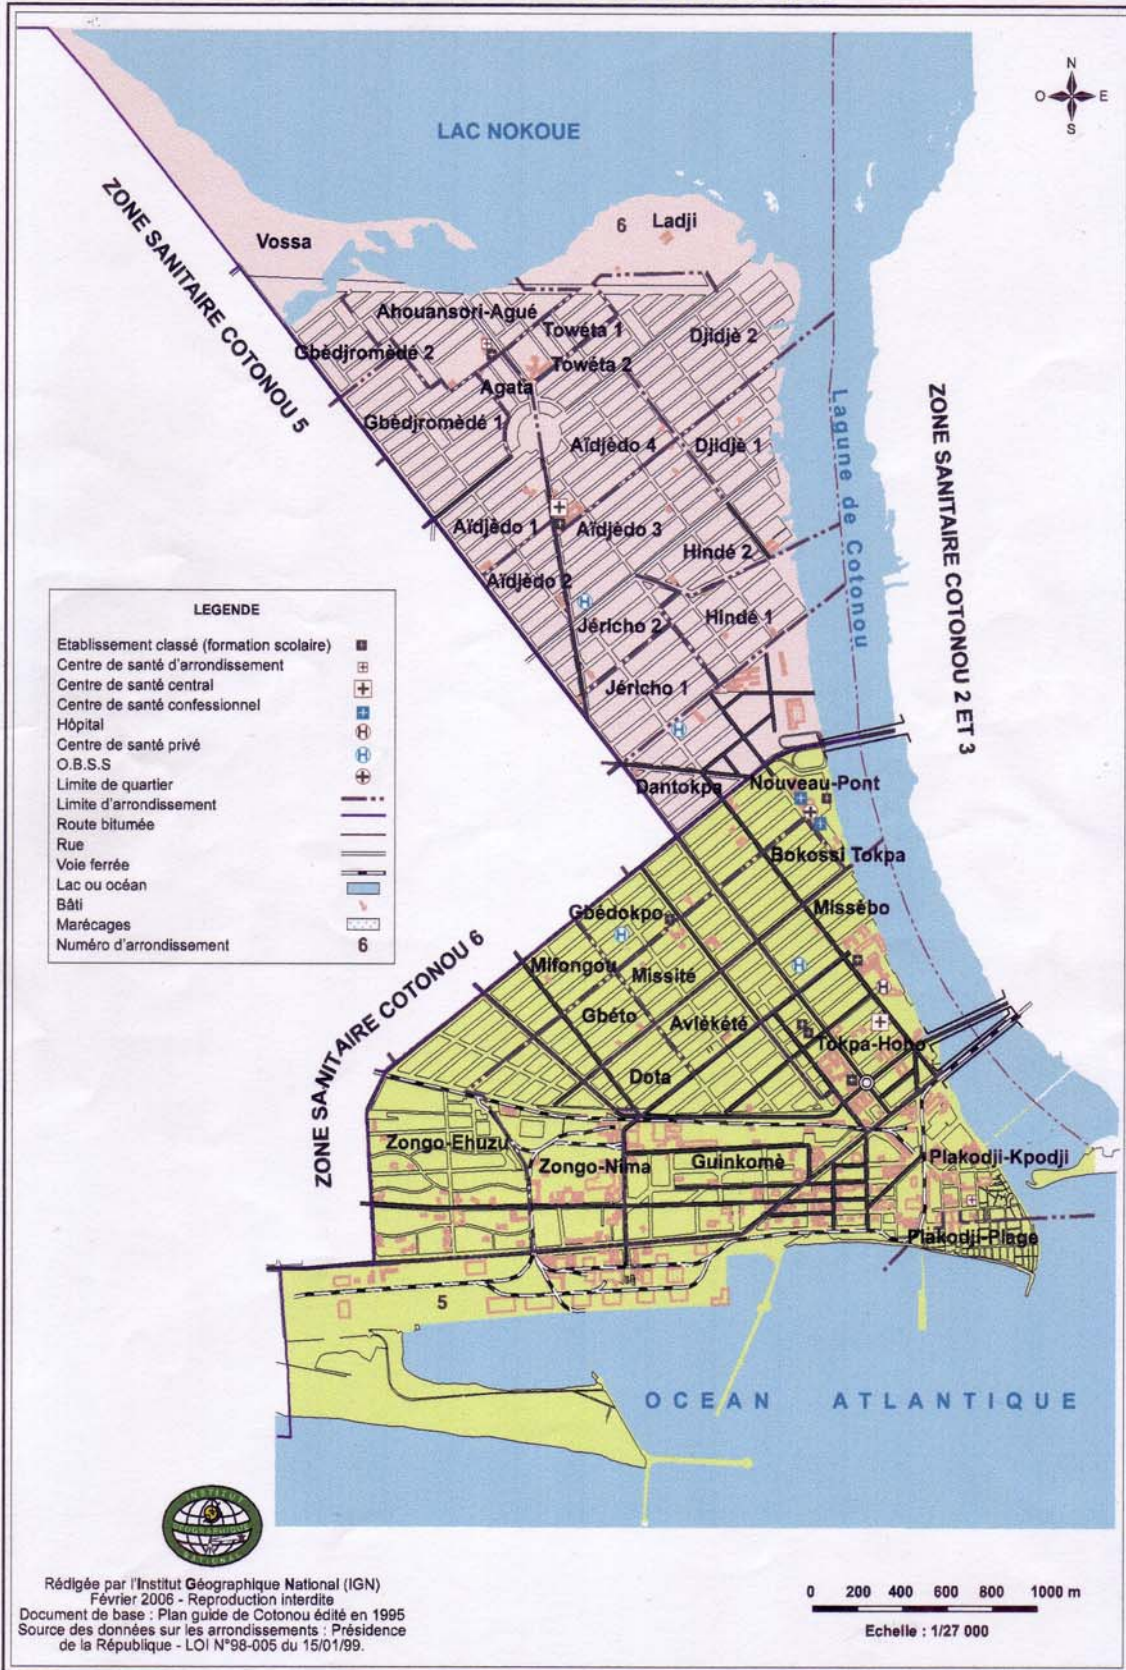 N
O E
S
LAC NOKOUE
ZONE SANITAIRE COTONOU 5
Vossa
6 Ladji
Ahouansori-Agué
Towéta 1
Djidjè 2
Gbèdjromèdé 2
Towéta 2
Agata
Gbèdjromèdé 1
Aïdjèdo 4
Djidjè 1
Lagune de Cotonou
ZONE SANITAIRE COTONOU 2 ET 3
Aïdjèdo 1
Aïdjèdo 3
Hindé 2
Aïdjèdo 2
Jéricho 2
Hindé 1
Jéricho 1
LEGENDE
Etablissement classé (formation scolaire)
Centre de santé d'arrondissement
Centre de santé central
Centre de santé confessionnel
Hôpital
Centre de santé privé
O.B.S.S
Limite de quartier
Limite d'arrondissement
Route bitumée
Rue
Voie ferrée
Lac ou océan
Bâti
Marécages
Numéro d'arrondissement 6
Dantokpa
Nouveau-Pont
Bokossi Tokpa
Missèbo
Gbédokpo
ZONE SANITAIRE COTONOU 6
Mifongou
Missité
Gbéto
Avlékété
Tokpa-Hoho
Dota
Zongo-Ehuzu
Zongo-Nima
Guinkomè
Plakodji-Kpodji
Plakodji-Plage
5
OCEAN ATLANTIQUE
INSTITUT
GEOGRAPHIQUE
NATIONAL
Rédigée par l'Institut Géographique National (IGN)
Février 2006 - Reproduction interdite
Document de base : Plan guide de Cotonou édité en 1995
Source des données sur les arrondissements : Présidence
de la République - LOI N°98-005 du 15/01/99.
0 200 400 600 800 1000 m
Echelle : 1/27 000